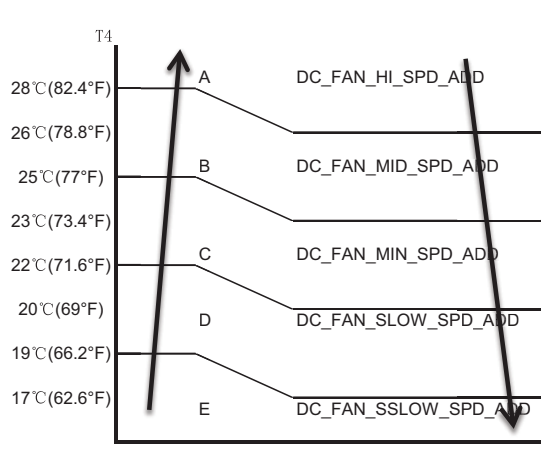 T4
A DC_FAN_HI_SPD_ADD
28℃(82.4°F)
26℃(78.8°F)
B DC_FAN_MID_SPD_ADD
25℃(77°F)
23℃(73.4°F)
C DC_FAN_MIN_SPD_ADD
22℃(71.6°F)
20℃(69°F)
D DC_FAN_SLOW_SPD_ADD
19℃(66.2°F)
17℃(62.6°F)
E DC_FAN_SSLOW_SPD_ADD